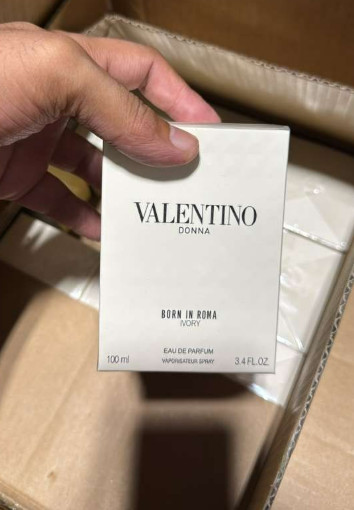 VALENTINO
DONNA
BORN IN ROMA
IVORY
EAU DE PARFUM
100 ml VAPORISATEUR SPRAY 3.4 FL.OZ.